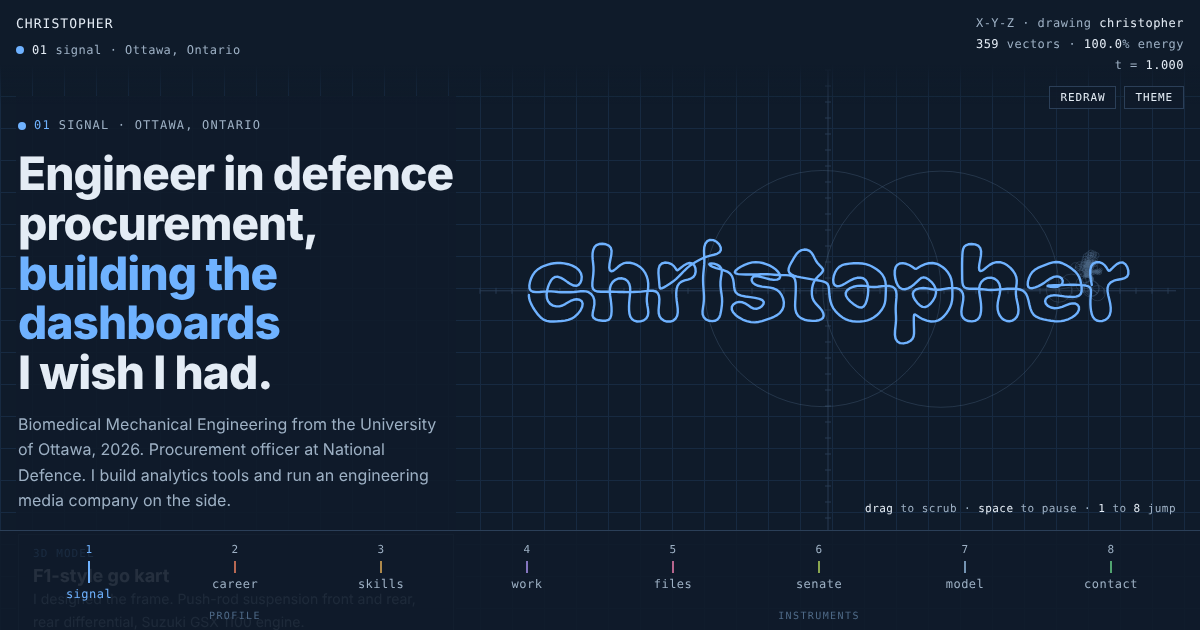 CHRISTOPHER
01 signal · Ottawa, Ontario
X-Y-Z · drawing christopher
359 vectors · 100.0% energy
t = 1.000
REDRAW
THEME
01 SIGNAL · OTTAWA, ONTARIO
Engineer in defence
procurement,
building the
dashboards
I wish I had.
Biomedical Mechanical Engineering from the University
of Ottawa, 2026. Procurement officer at National
Defence. I build analytics tools and run an engineering
media company on the side.
christopher
drag to scrub · space to pause · 1 to 8 jump
3D MODEL
F1-style go kart
I designed the frame. Push-rod suspension front and rear,
rear differential, Suzuki GSX 1100 engine.
1
signal
2
career
3
skills
4
work
5
files
6
senate
7
model
8
contact
PROFILE
INSTRUMENTS